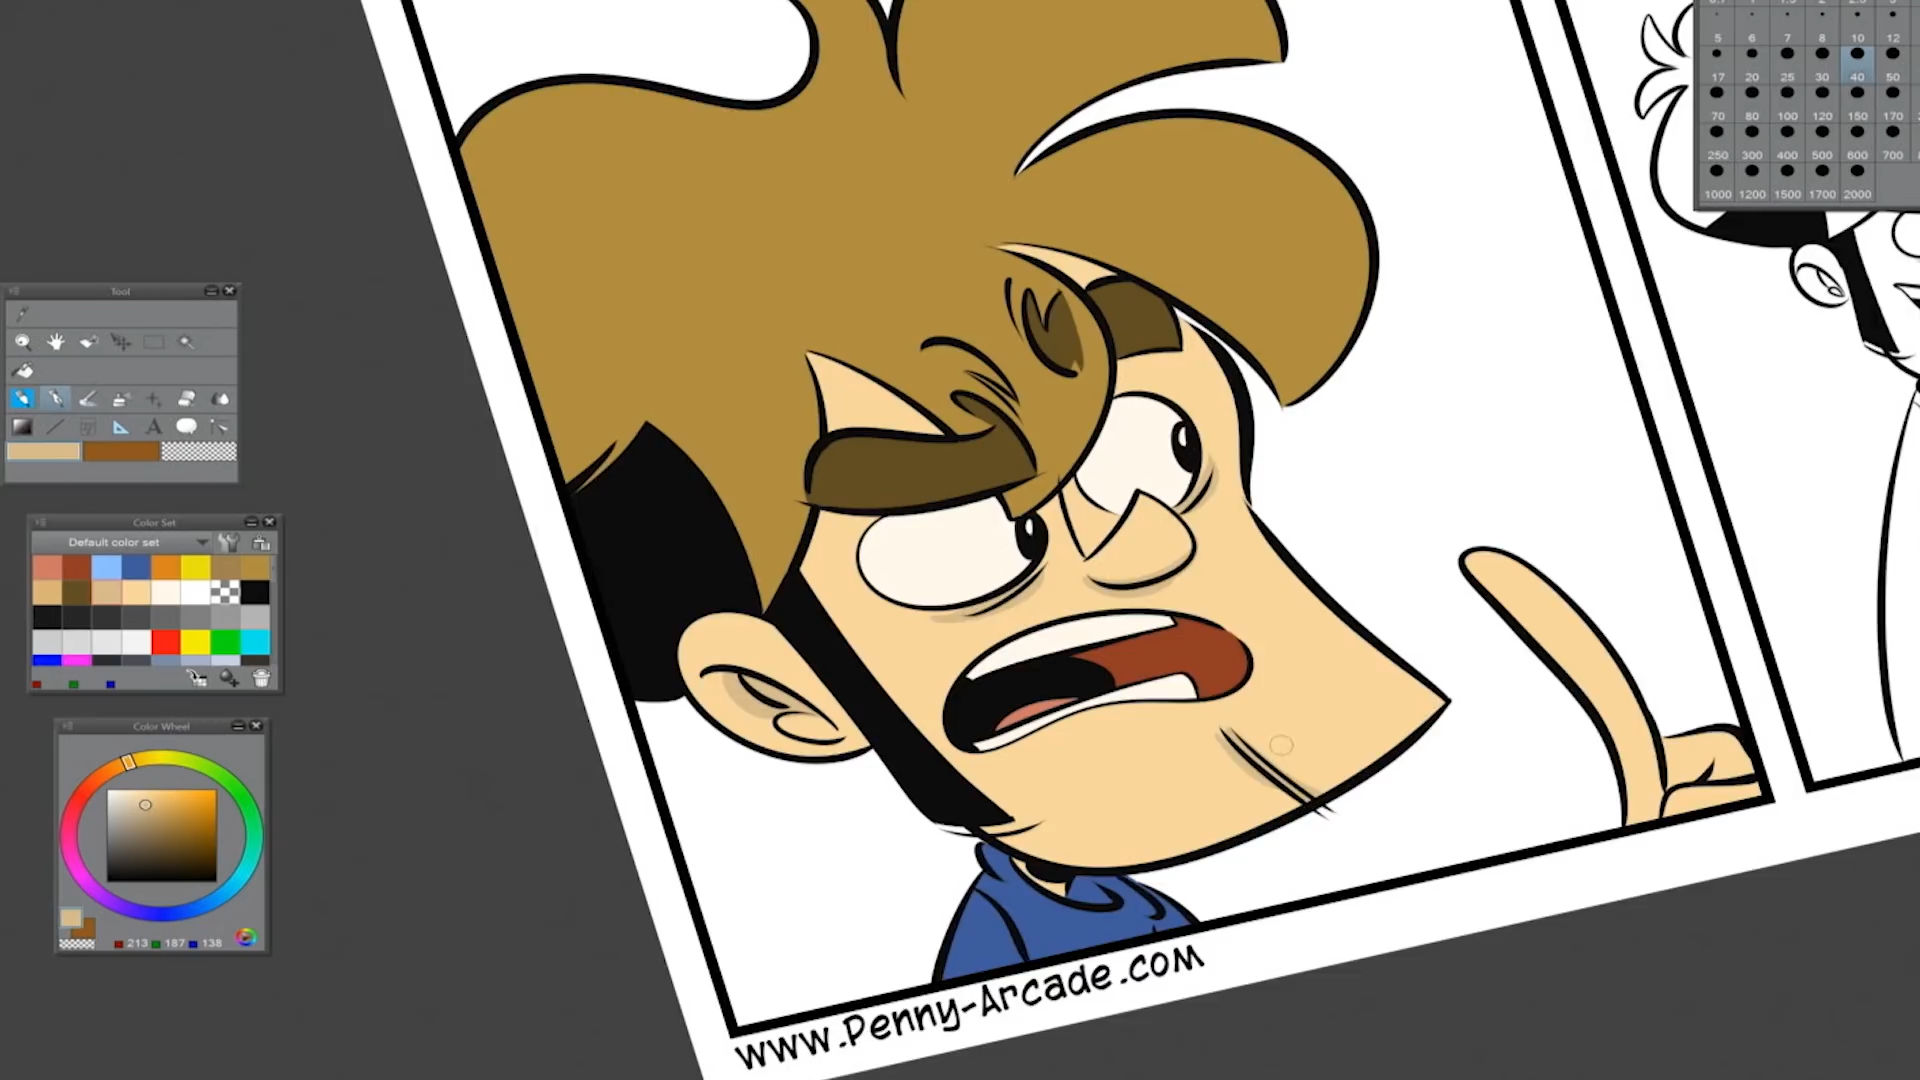 5 6 7 8 10 12
17 20 25 30 40 50
70 80 100 120 150 170
250 300 400 500 600 700
1000 1200 1500 1700 2000
Tool
A
Color Set
Default color set
Color Wheel
213 187 138
www.Penny-Arcade.com